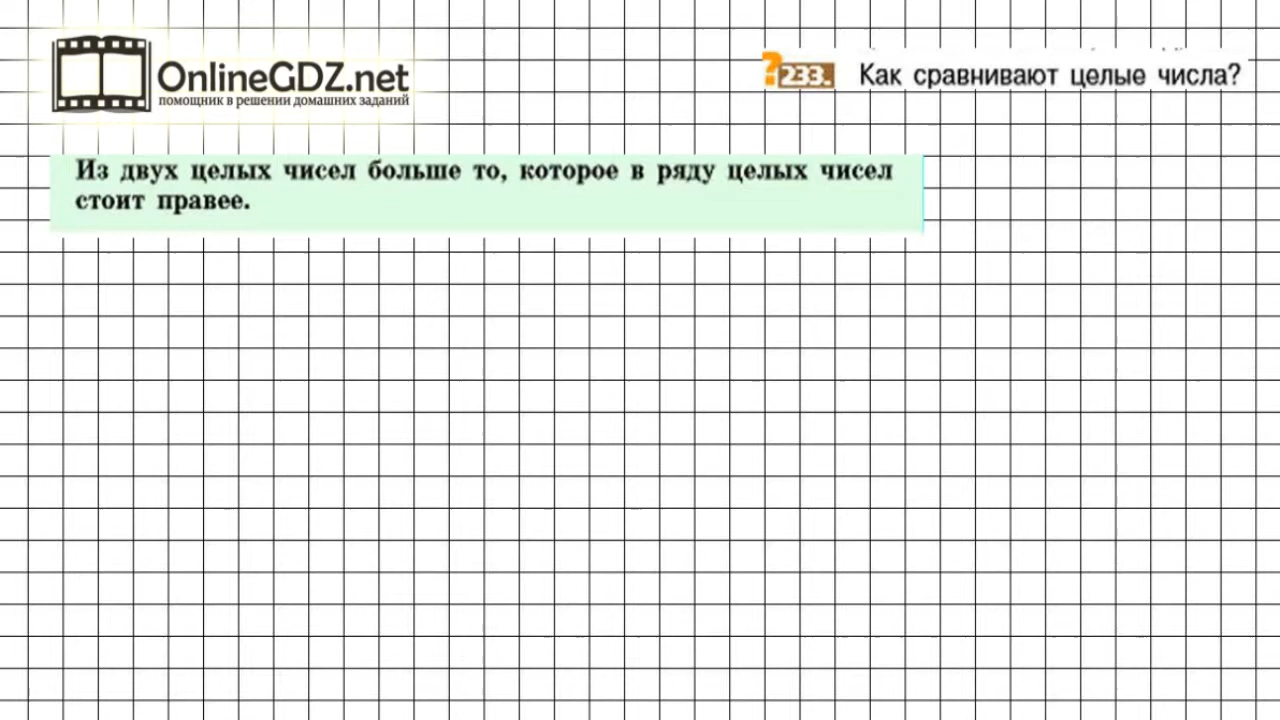 OnlineGDZ.net
помощник в решении домашних заданий
?233. Как сравнивают целые числа?
Из двух целых чисел больше то, которое в ряду целых чисел
стоит правее.